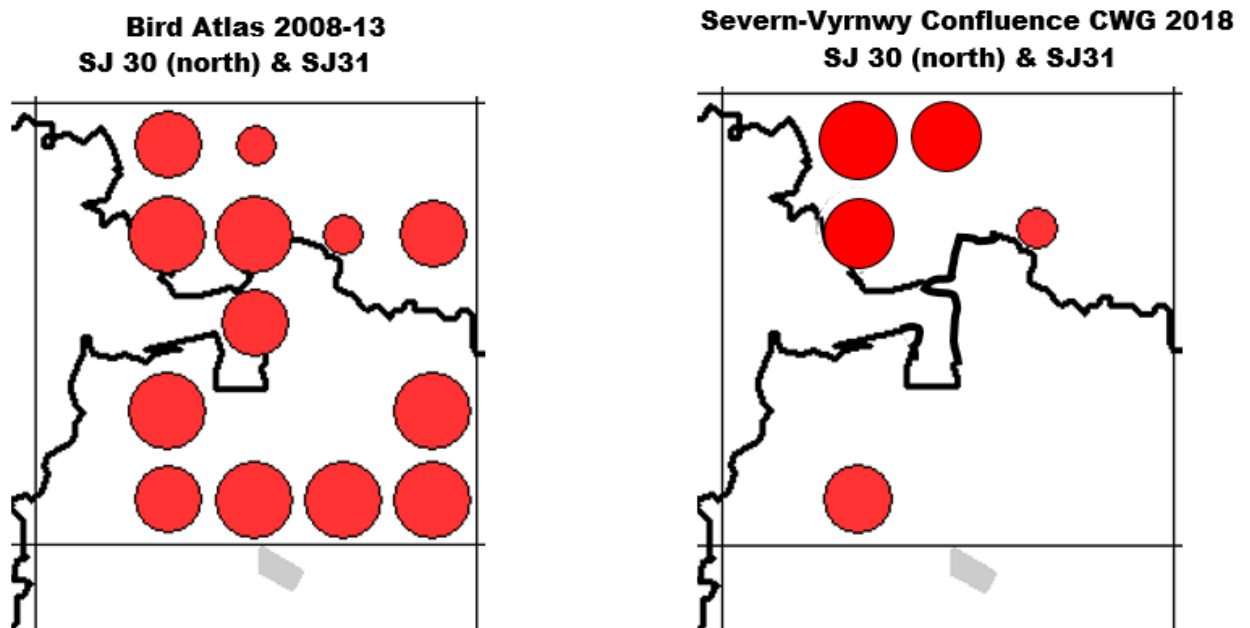 Bird Atlas 2008-13
SJ 30 (north) & SJ31
Severn-Vyrnwy Confluence CWG 2018
SJ 30 (north) & SJ31